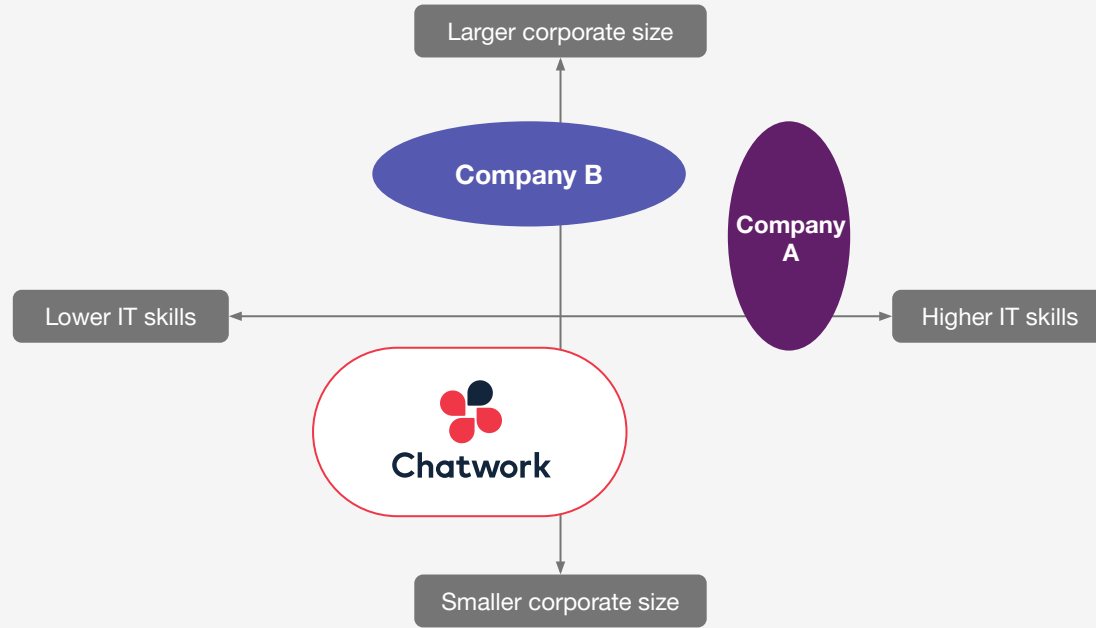 Larger corporate size
Company B
Company
A
Lower IT skills
Higher IT skills
Chatwork
Smaller corporate size